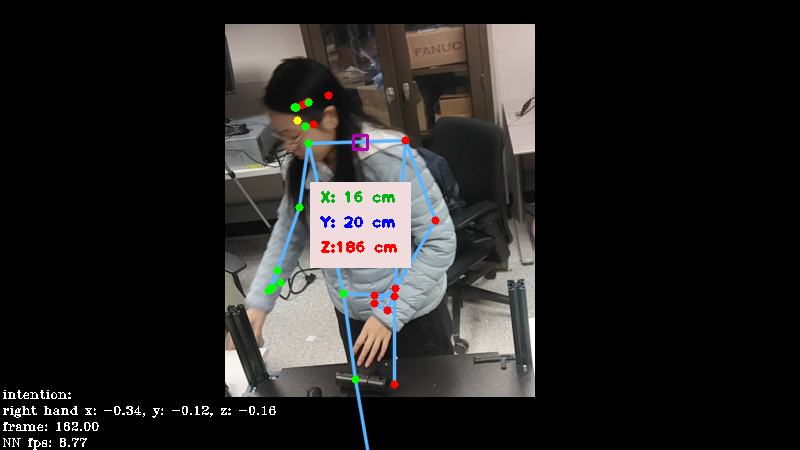 FANUC
X: 16 cm
Y: 20 cm
Z:186 cm
intention:
right hand x: -0.34, y: -0.12, z: -0.16
frame: 162.00
NN fps: 8.77